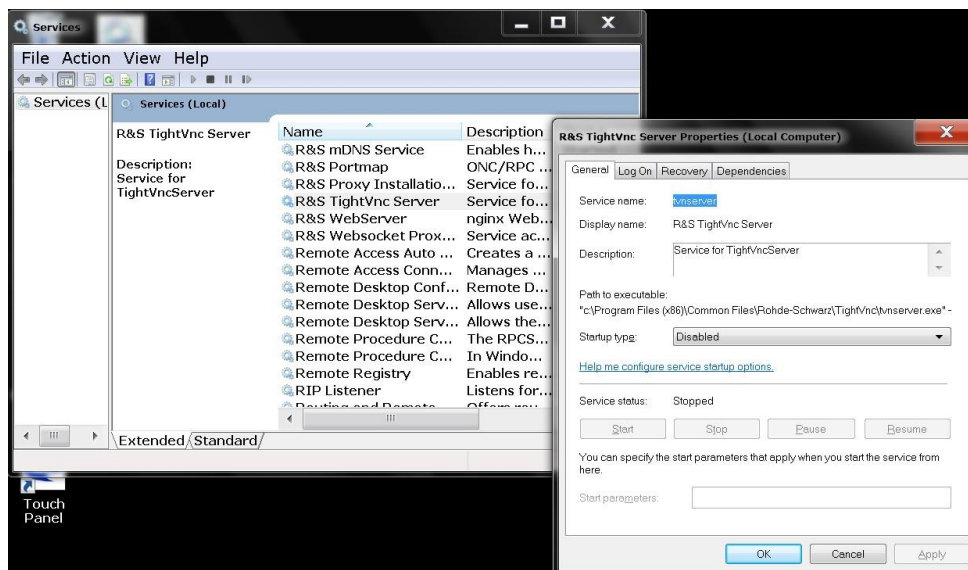 Services
File Action View Help
Services (L
Services (Local)
R&S TightVnc Server
Description:
Service for
TightVncServer
Name Description
R&S mDNS Service Enables h...
R&S Portmap ONC/RPC ...
R&S Proxy Installatio... Service fo...
R&S TightVnc Server Service fo...
R&S WebServer nginx Web...
R&S Websocket Prox... Service ac...
Remote Access Auto ... Creates a ...
Remote Access Conn... Manages ...
Remote Desktop Conf... Remote D...
Remote Desktop Serv... Allows use...
Remote Desktop Serv... Allows the...
Remote Procedure C... The RPCS...
Remote Procedure C... In Windo...
Remote Registry Enables re...
RIP Listener Listens for...
Routing and Remote
Extended Standard
Touch
Panel
R&S TightVnc Server Properties (Local Computer)
General Log On Recovery Dependencies
Service name: tvnserver
Display name: R&S TightVnc Server
Description: Service for TightVncServer
Path to executable:
"c:\Program Files (x86)\Common Files\Rohde-Schwarz\TightVnc\tvnserver.exe" -
Startup type: Disabled
Help me configure service startup options.
Service status: Stopped
Start Stop Pause Resume
You can specify the start parameters that apply when you start the service from
here.
Start parameters:
OK Cancel Apply